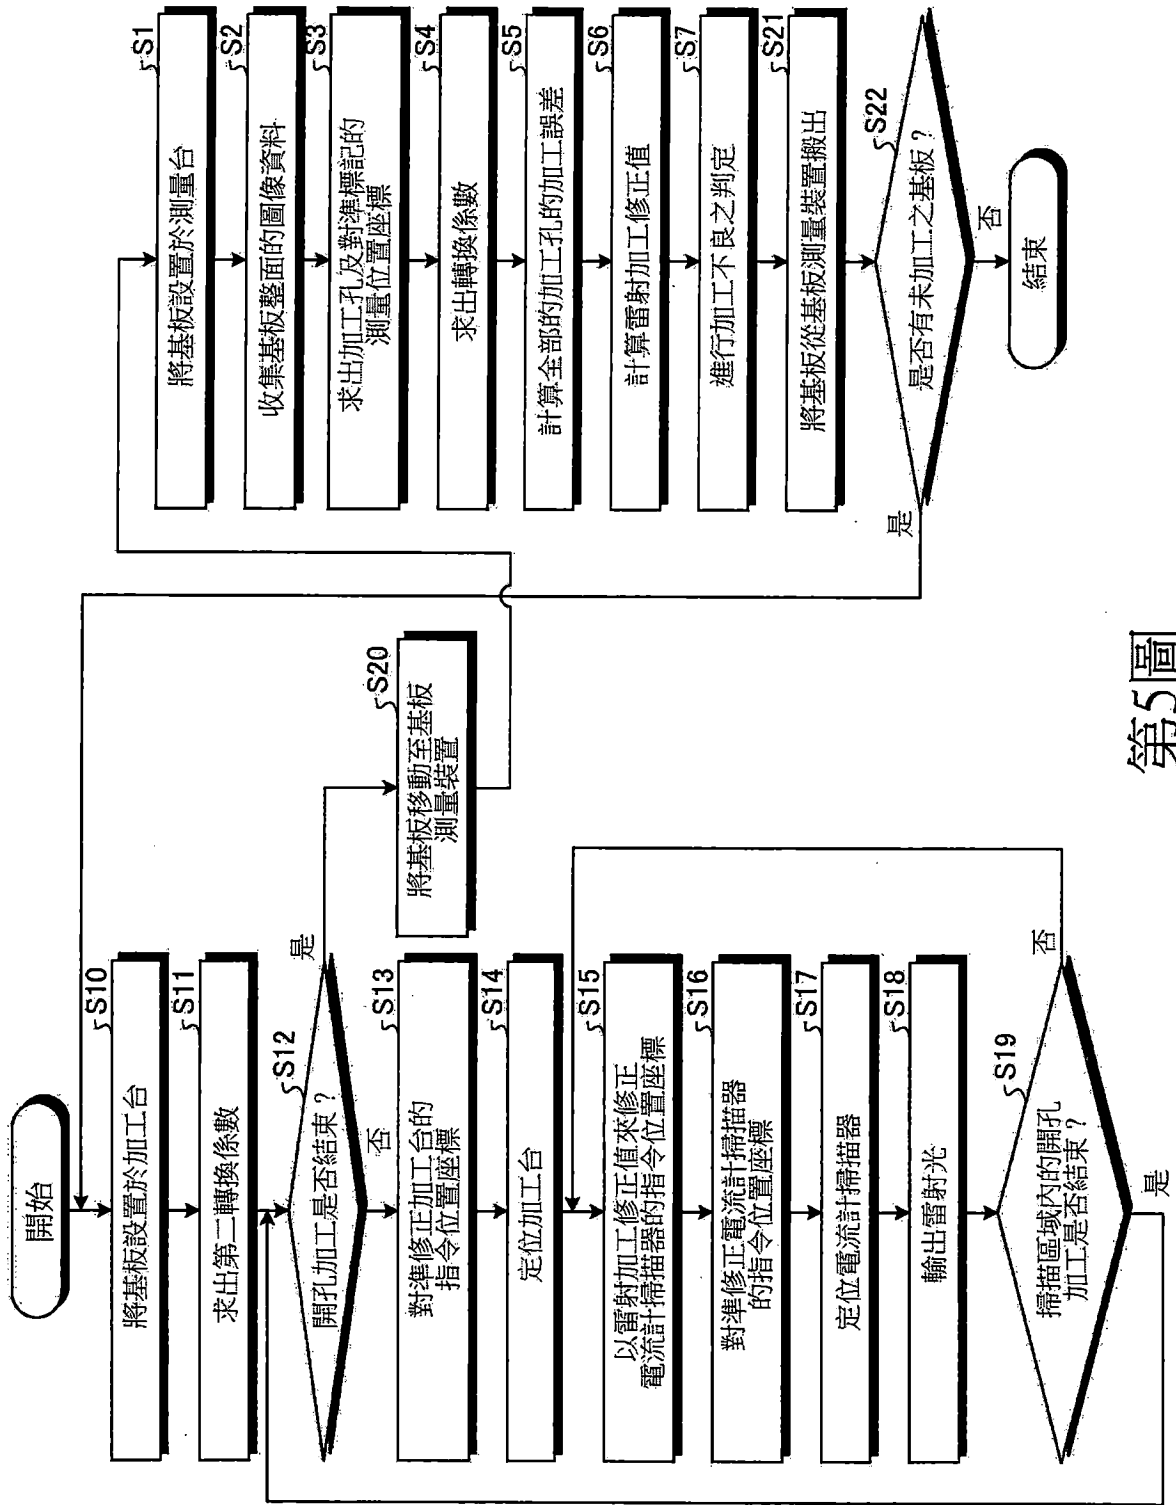 開始
將基板設置於加工台
S10
求出第二轉換係數
S11
開孔加工是否結束？
S12
是
否
對準修正加工台的
指令位置座標
S13
定位加工台
S14
以雷射加工修正值來修正
電流計掃描器的指令位置座標
S15
對準修正電流計掃描器
的指令位置座標
S16
定位電流計掃描器
S17
輸出雷射光
S18
掃描區域內的開孔
加工是否結束？
S19
否
是
將基板移動至基板
測量裝置
S20
將基板設置於測量台
S1
收集基板整面的圖像資料
S2
求出加工孔及對準標記的
測量位置座標
S3
求出轉換係數
S4
計算全部的加工孔的加工誤差
S5
計算雷射加工修正值
S6
進行加工不良之判定
S7
將基板從基板測量裝置搬出
S21
是否有未加工之基板？
S22
是
否
結束
第5圖